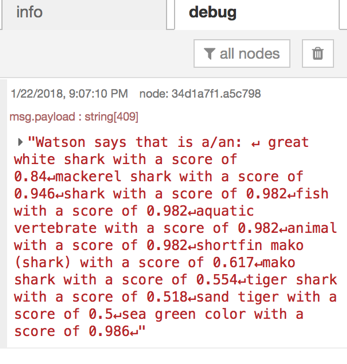 info
debug
all nodes
1/22/2018, 9:07:10 PM node: 34d1a7f1.a5c798
msg.payload : string[409]
"Watson says that is a/an: ↵ great
white shark with a score of
0.84↵mackerel shark with a score of
0.946↵shark with a score of 0.982↵fish
with a score of 0.982↵aquatic
vertebrate with a score of 0.982↵animal
with a score of 0.982↵shortfin mako
(shark) with a score of 0.617↵mako
shark with a score of 0.554↵tiger shark
with a score of 0.518↵sand tiger with a
score of 0.5↵sea green color with a
score of 0.986↵"